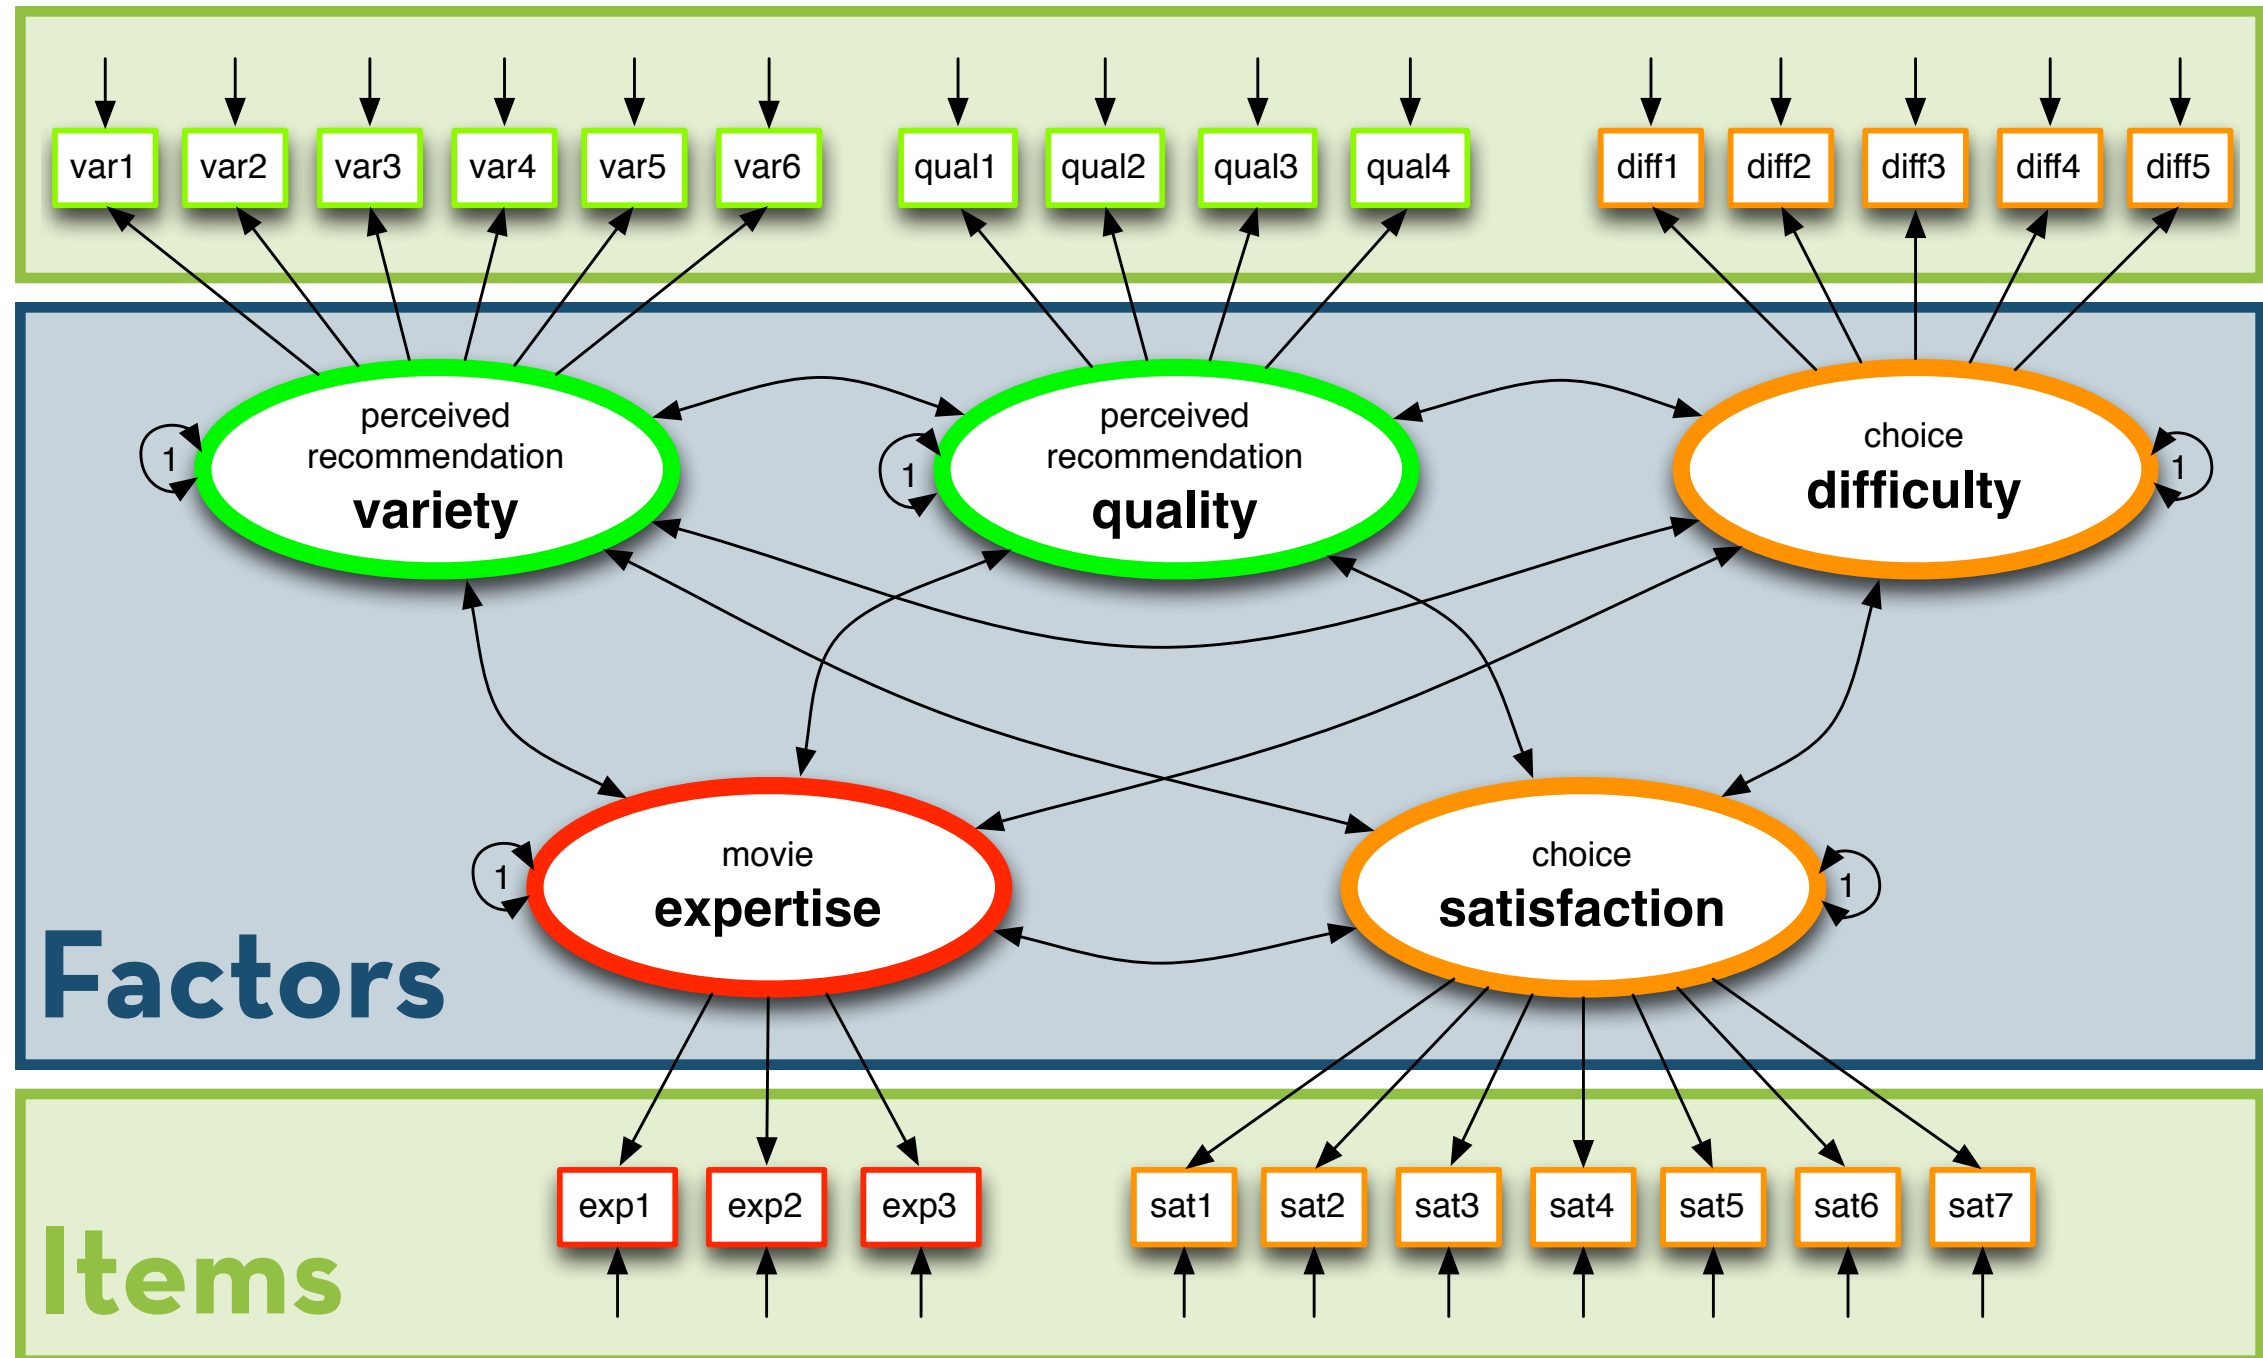 var1 var2 var3 var4 var5 var6 qual1 qual2 qual3 qual4 diff1 diff2 diff3 diff4 diff5
perceived
recommendation
variety
1
perceived
recommendation
quality
1
choice
difficulty
1
movie
expertise
1
choice
satisfaction
1
Factors
exp1 exp2 exp3 sat1 sat2 sat3 sat4 sat5 sat6 sat7
Items